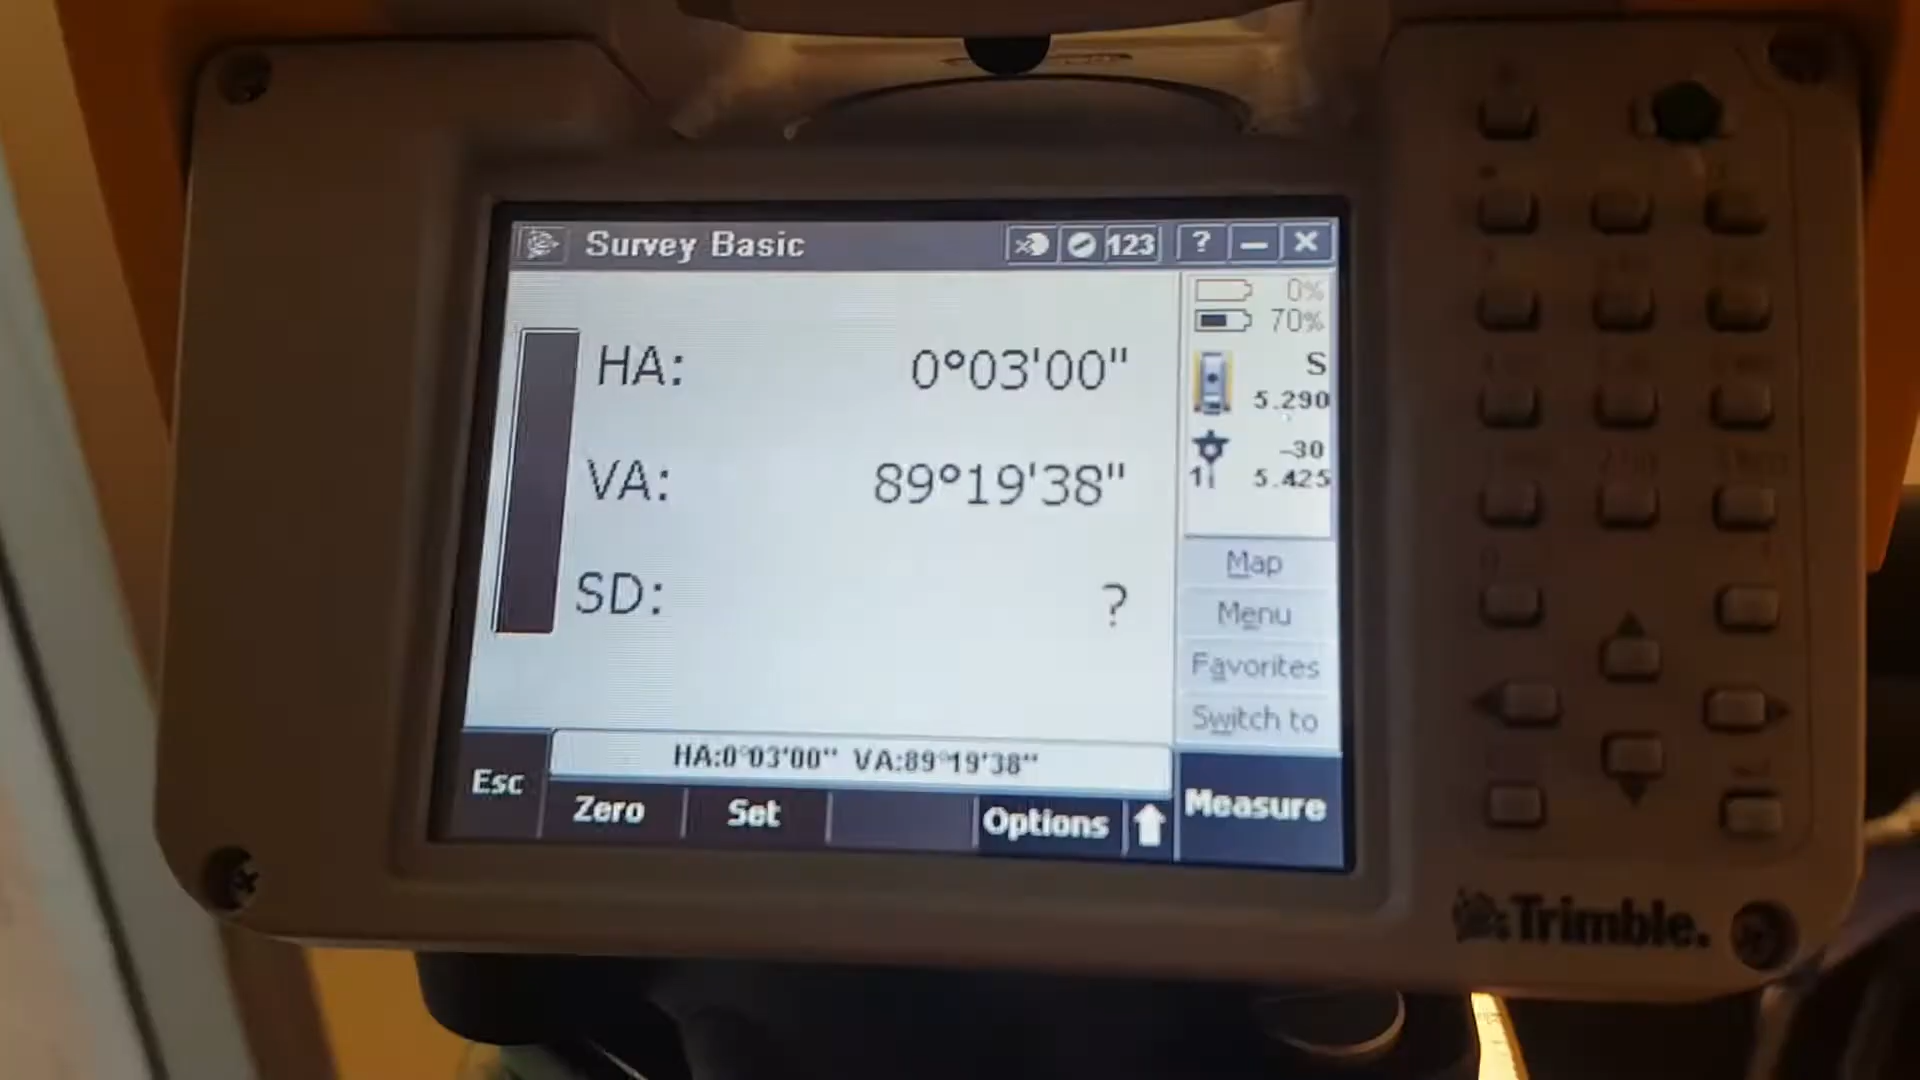 Survey Basic 123 ? — X
0%
70%
HA: 0°03'00"
S
5.290
VA: 89°19'38"
-30
1 5.425
SD: ?
Map
Menu
Favorites
Switch to
HA:0°03'00" VA:89°19'38"
Esc Zero Set Options Measure
Trimble.